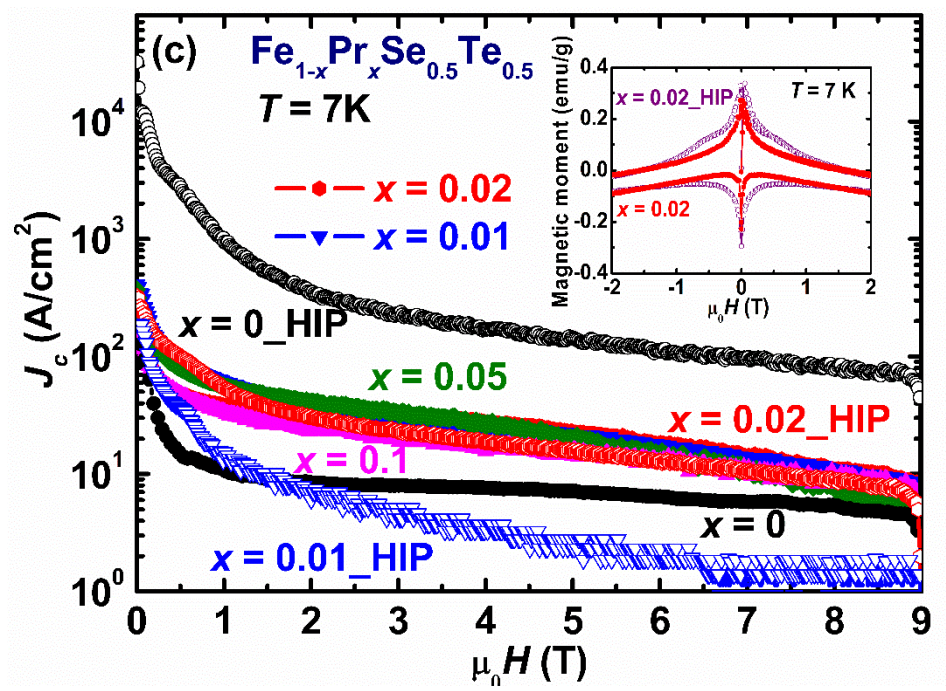 (c) Fe₁₋ₓPrₓSe₀.₅Te₀.₅
T = 7K
x = 0.02
x = 0.01
x = 0_HIP
x = 0.05
x = 0.02_HIP
x = 0.1
x = 0
x = 0.01_HIP
J_c (A/cm²)
10⁴
10³
10²
10¹
10⁰
0 1 2 3 4 5 6 7 8 9
μ₀H (T)
Magnetic moment (emu/g)
0.4
0.2
0.0
-0.2
-0.4
x = 0.02_HIP
T = 7 K
x = 0.02
-2 -1 0 1 2
μ₀H (T)